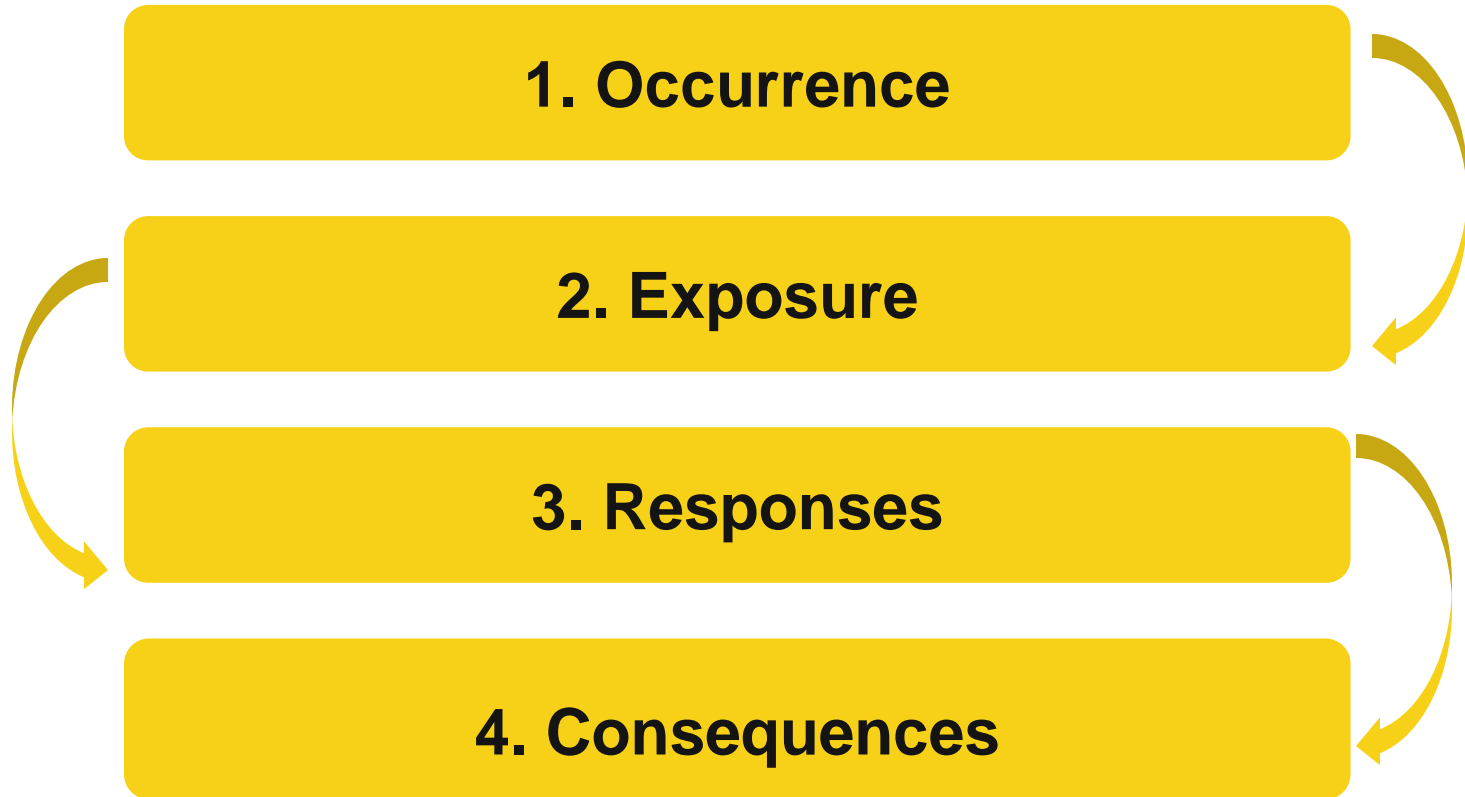 1. Occurrence
2. Exposure
3. Responses
4. Consequences